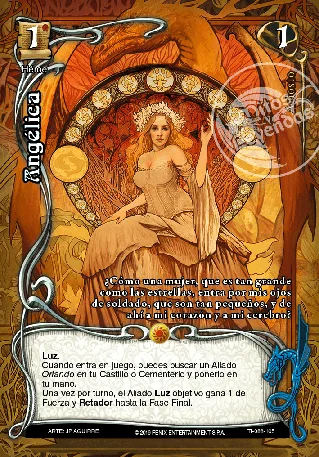 1
1
Héroe
Angélica
¿Cómo una mujer, que es tan grande
como las estrellas, entra por mis ojos
de soldado, que son tan pequeños, y de
ahí a mi corazón y a mi cerebro?
Luz.
Cuando entra en juego, puedes buscar un Aliado
Orlando en tu Castillo o Cementerio y ponerlo en
tu mano.
Una vez por turno, el Aliado Luz objetivo gana 1 de
Fuerza y Retador hasta la Fase Final.
ARTE: JP AGUIRRE